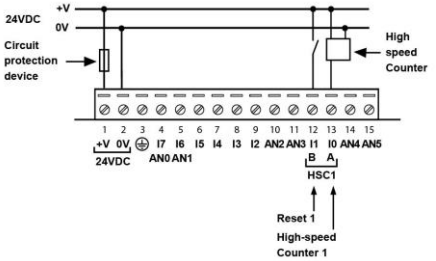 +V
24VDC
0V
Circuit
protection
device
High
speed
Counter
1 2 3 4 5 6 7 8 9 10 11 12 13 14 15
+V 0V I7 I6 I5 I4 I3 I2 AN2 AN3 I1 I0 AN4 AN5
24VDC AN0 AN1 B A
HSC1
Reset 1
High-speed
Counter 1